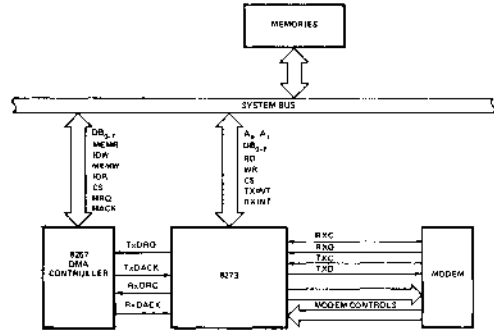 MEMORIES
SYSTEM BUS
DB0-7
MEMR
IOW
MEMW
IOR
CS
HRQ
HACK
A0, A1
DB0-7
RD
WR
CS
TXINT
RXINT
8257
DMA
CONTROLLER
TxDRQ
TxDACK
RxDRQ
RxDACK
8273
RXC
RXD
TXC
TXD
MODEM CONTROLS
MODEM